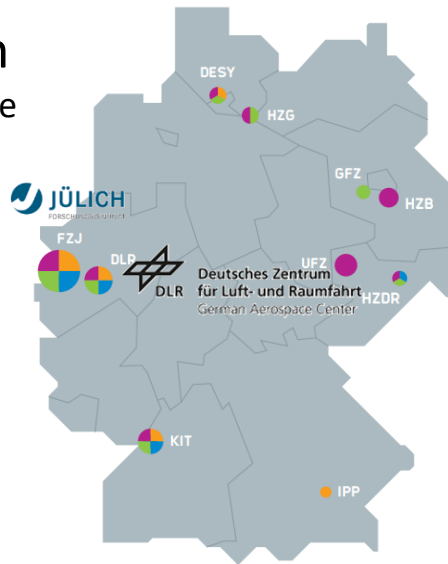 n
e
DESY
HZG
GFZ
HZB
JÜLICH
FORSCHUNGSZENTRUM
FZJ
DLR
UFZ
DLR
Deutsches Zentrum
für Luft- und Raumfahrt
German Aerospace Center
HZDR
KIT
IPP